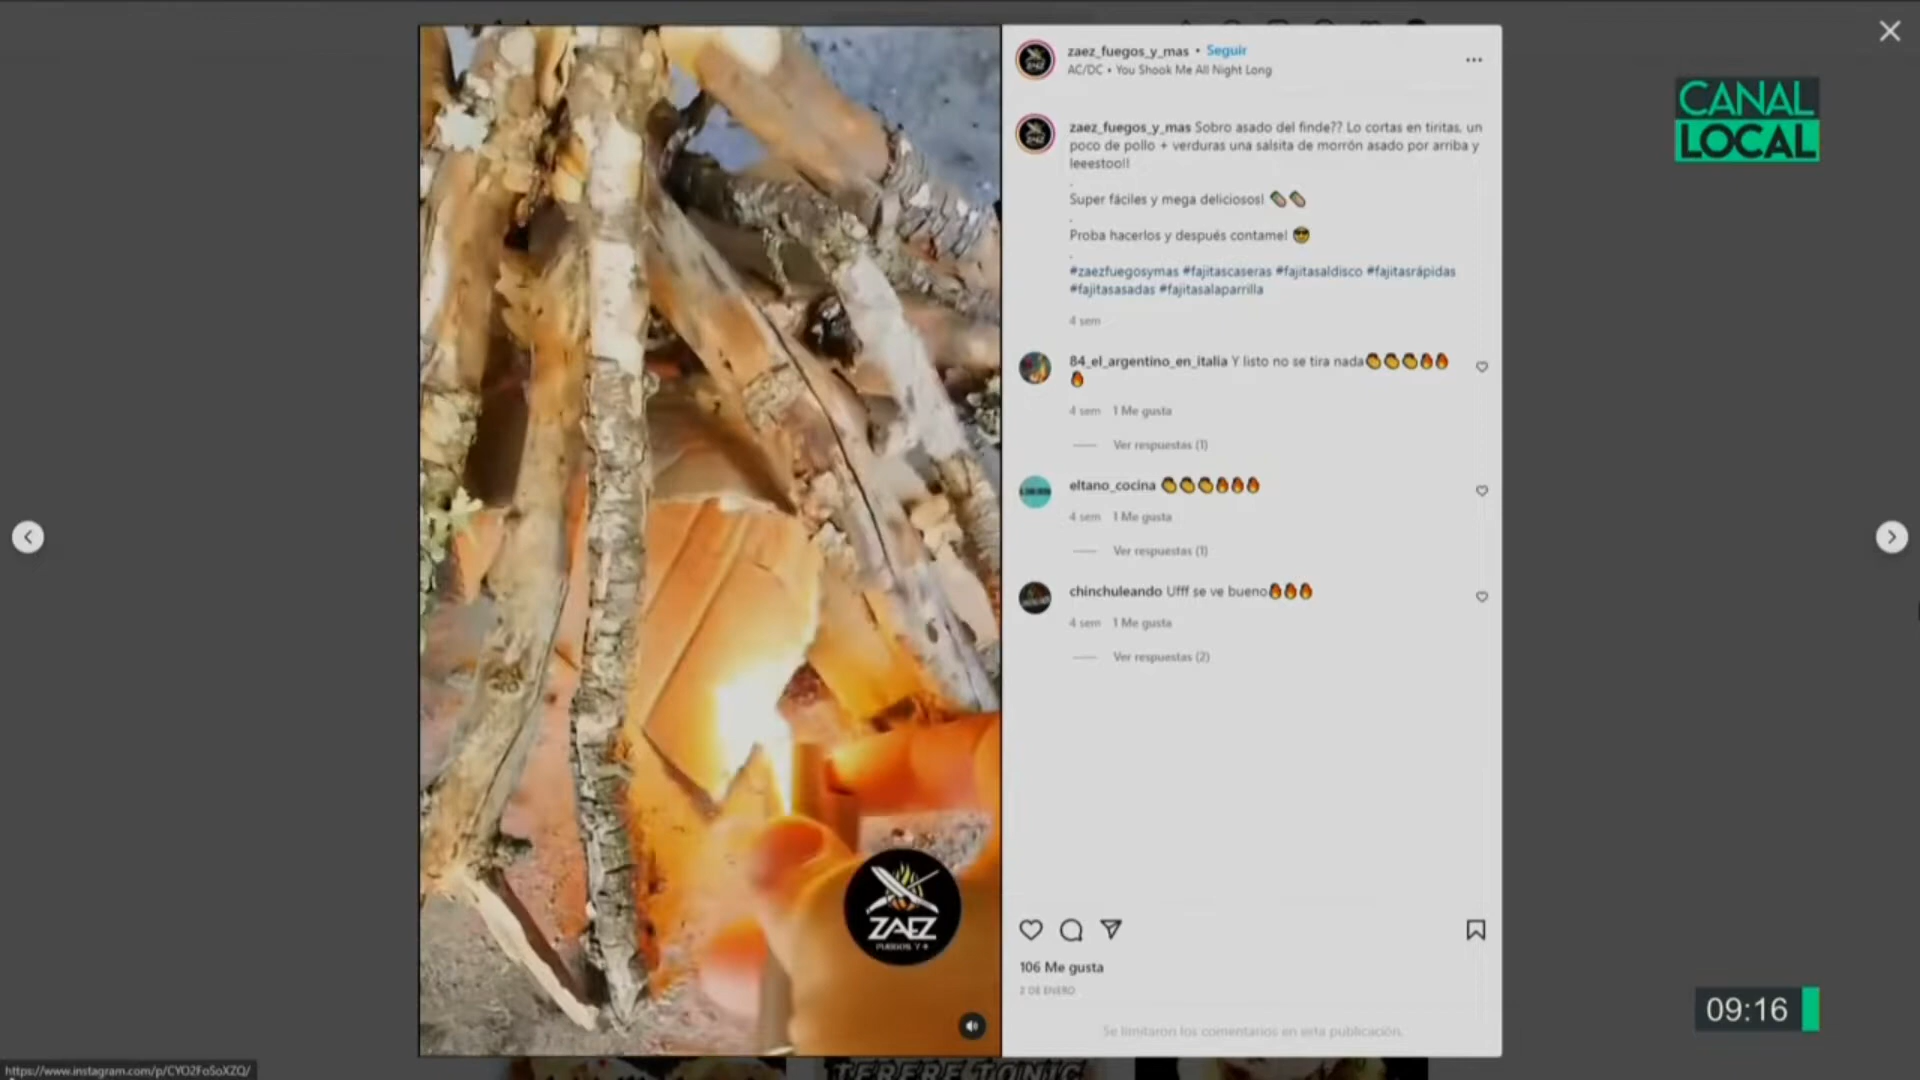 zaez_fuegos_y_mas • Seguir
AC/DC • You Shook Me All Night Long
zaez_fuegos_y_mas Sobro asado del finde?? Lo cortas en tiritas, un
poco de pollo + verduras una salsita de morrón asado por arriba y
leeestoo!!
.
Super fáciles y mega deliciosos! 🌯🌯
.
Proba hacerlos y después contame! 😎
.
#zaezfuegosymas #fajitascaseras #fajitasaldisco #fajitasrápidas
#fajitasasadas #fajitasalaparrilla
4 sem
84_el_argentino_en_italia Y listo no se tira nada👏👏👏🔥🔥
🔥
4 sem 1 Me gusta
Ver respuestas (1)
eltano_cocina 👏👏👏🔥🔥🔥
4 sem 1 Me gusta
Ver respuestas (1)
chinchuleando Ufff se ve bueno🔥🔥🔥
4 sem 1 Me gusta
Ver respuestas (2)
106 Me gusta
2 DE ENERO
Se limitaron los comentarios en esta publicación.
CANAL
LOCAL
09:16
ZAEZ
FUEGOS Y +
TERERE TONIC
https://www.instagram.com/p/CYO2FoSoXZQ/